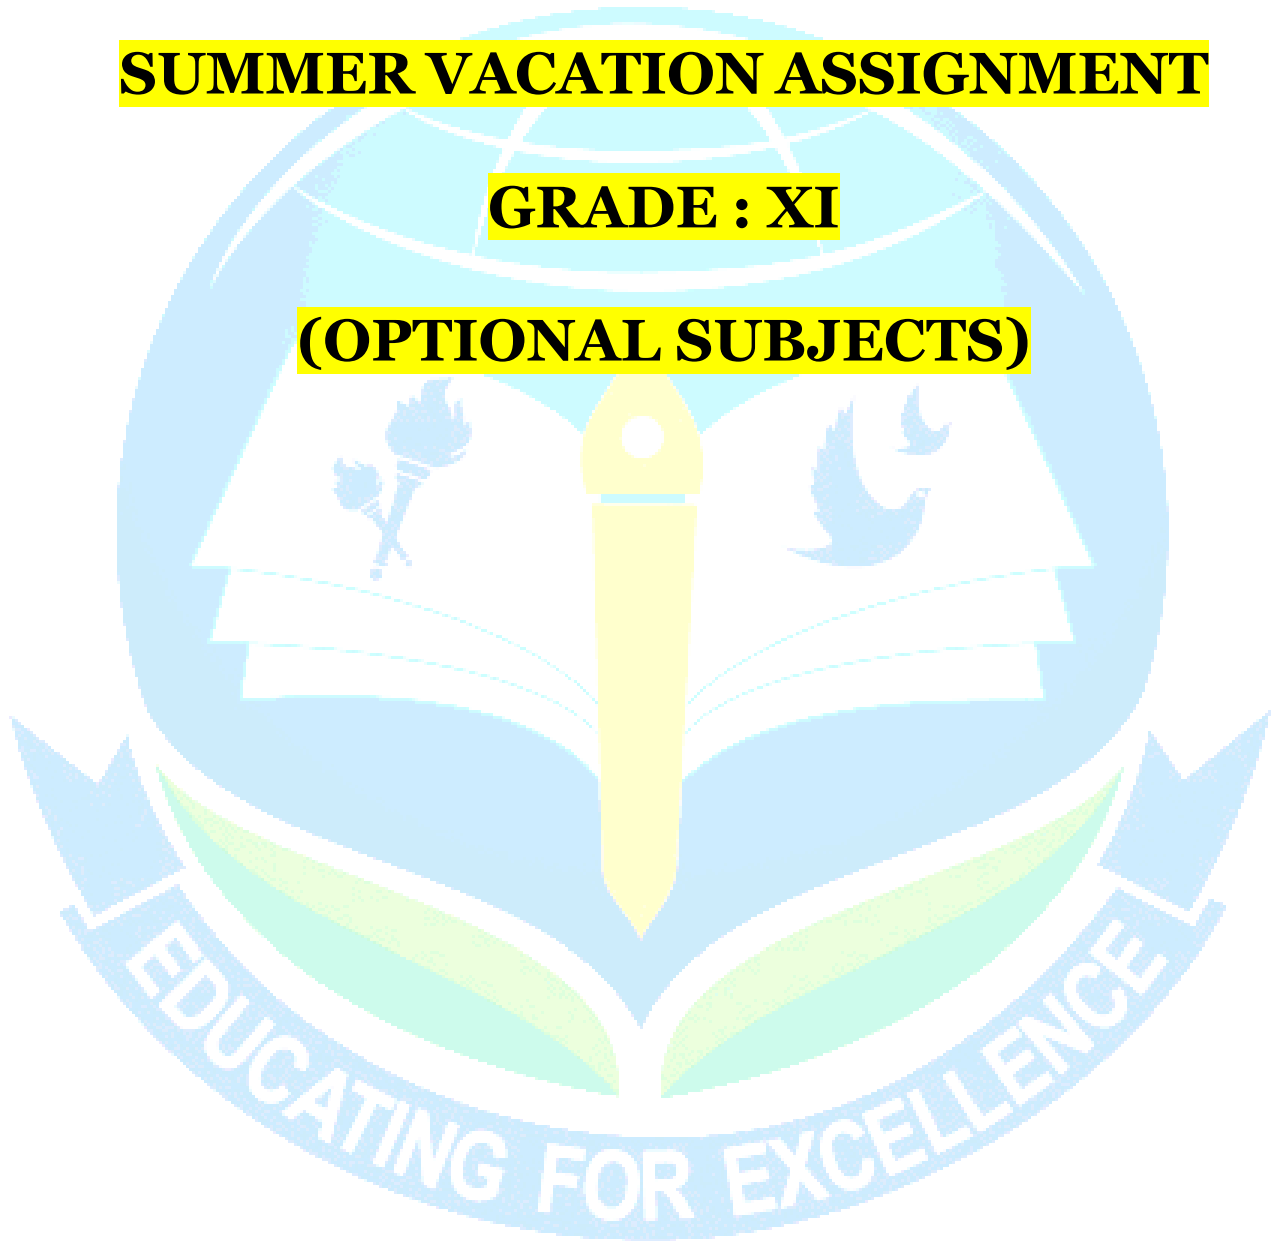 SUMMER VACATION ASSIGNMENT
GRADE : XI
(OPTIONAL SUBJECTS)
EDUCATING FOR EXCELLENCE